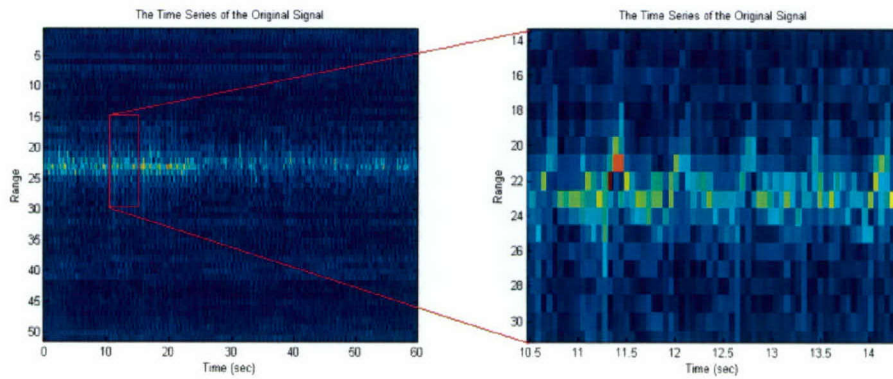 The Time Series of the Original Signal
5
10
15
20
25
30
35
40
45
50
Range
0 10 20 30 40 50 60
Time (sec)
The Time Series of the Original Signal
14
16
18
20
22
24
26
28
30
Range
10.5 11 11.5 12 12.5 13 13.5 14
Time (sec)